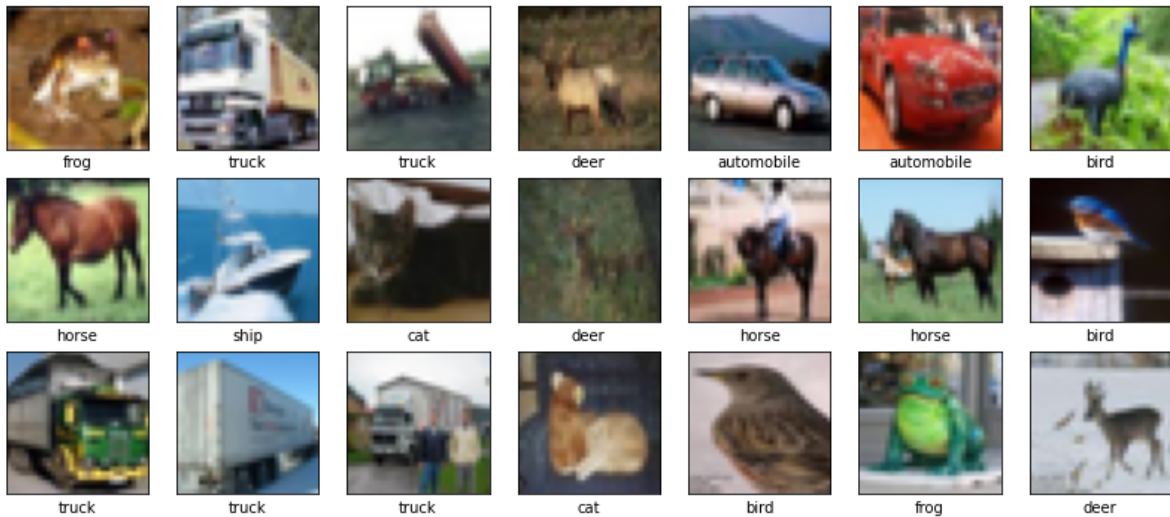 frog truck truck deer automobile automobile bird
horse ship cat deer horse horse bird
truck truck truck cat bird frog deer